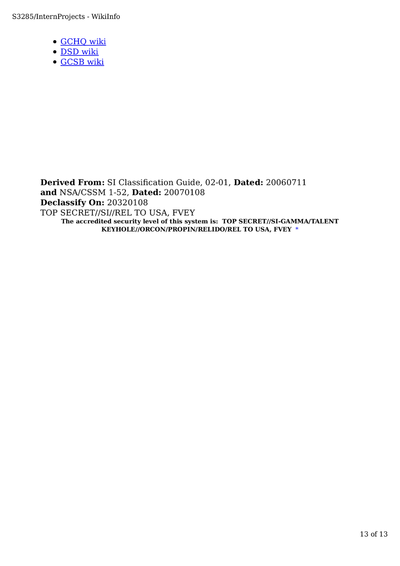 S3285/InternProjects - WikiInfo
• GCHQ wiki
• DSD wiki
• GCSB wiki
Derived From: SI Classification Guide, 02-01, Dated: 20060711
and NSA/CSSM 1-52, Dated: 20070108
Declassify On: 20320108
TOP SECRET//SI//REL TO USA, FVEY
The accredited security level of this system is: TOP SECRET//SI-GAMMA/TALENT
KEYHOLE//ORCON/PROPIN/RELIDO/REL TO USA, FVEY *
13 of 13